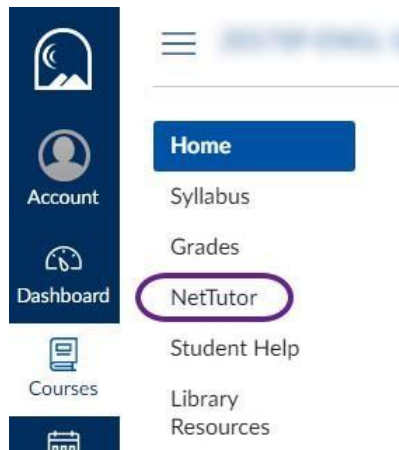 Account
Dashboard
Courses
Home
Syllabus
Grades
NetTutor
Student Help
Library
Resources